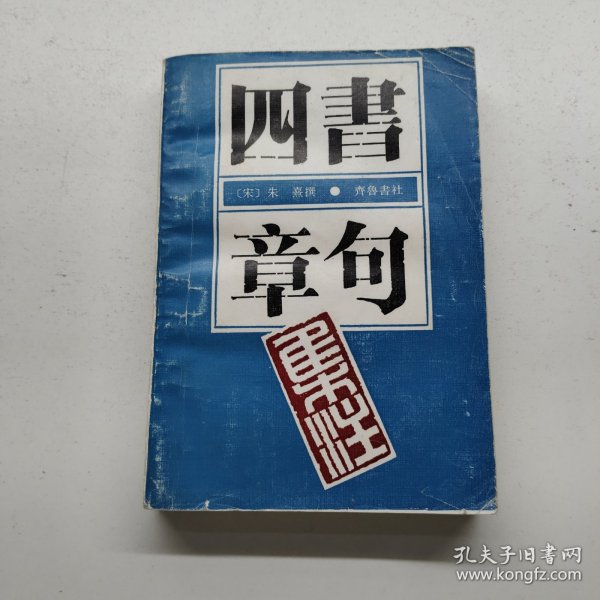 四書
〔宋〕朱 熹撰 ● 齊魯書社
章句
集注
孔夫子旧書网
www.kongfz.com